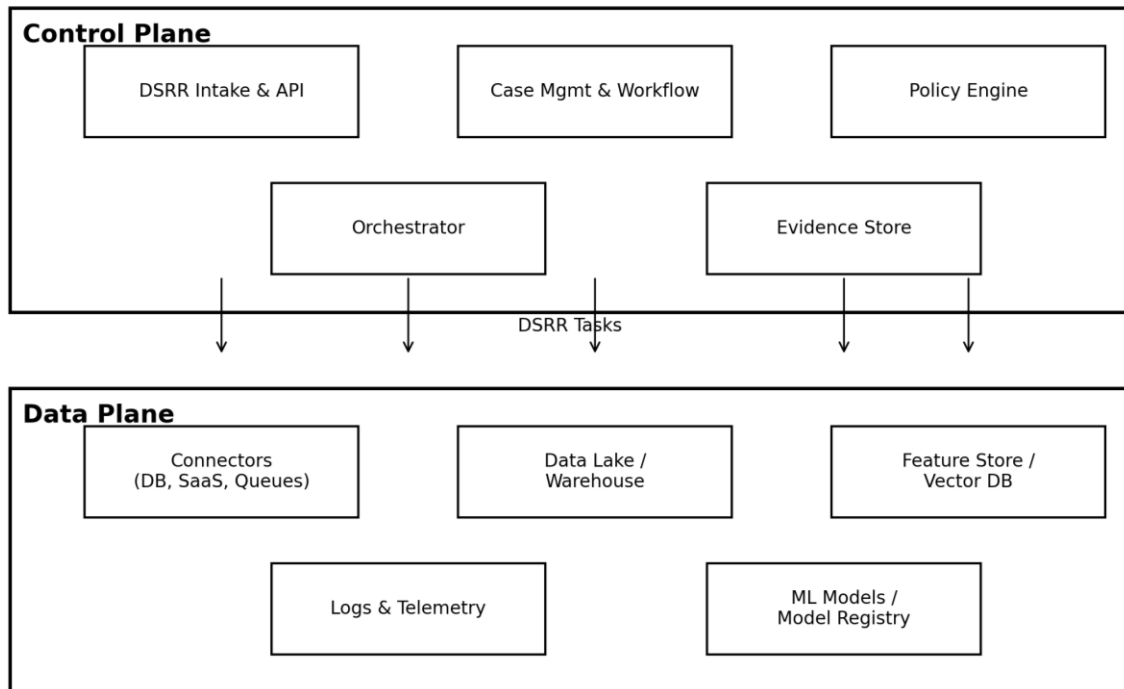 Control Plane
DSRR Intake & API
Case Mgmt & Workflow
Policy Engine
Orchestrator
Evidence Store
DSRR Tasks
Data Plane
Connectors
(DB, SaaS, Queues)
Data Lake /
Warehouse
Feature Store /
Vector DB
Logs & Telemetry
ML Models /
Model Registry